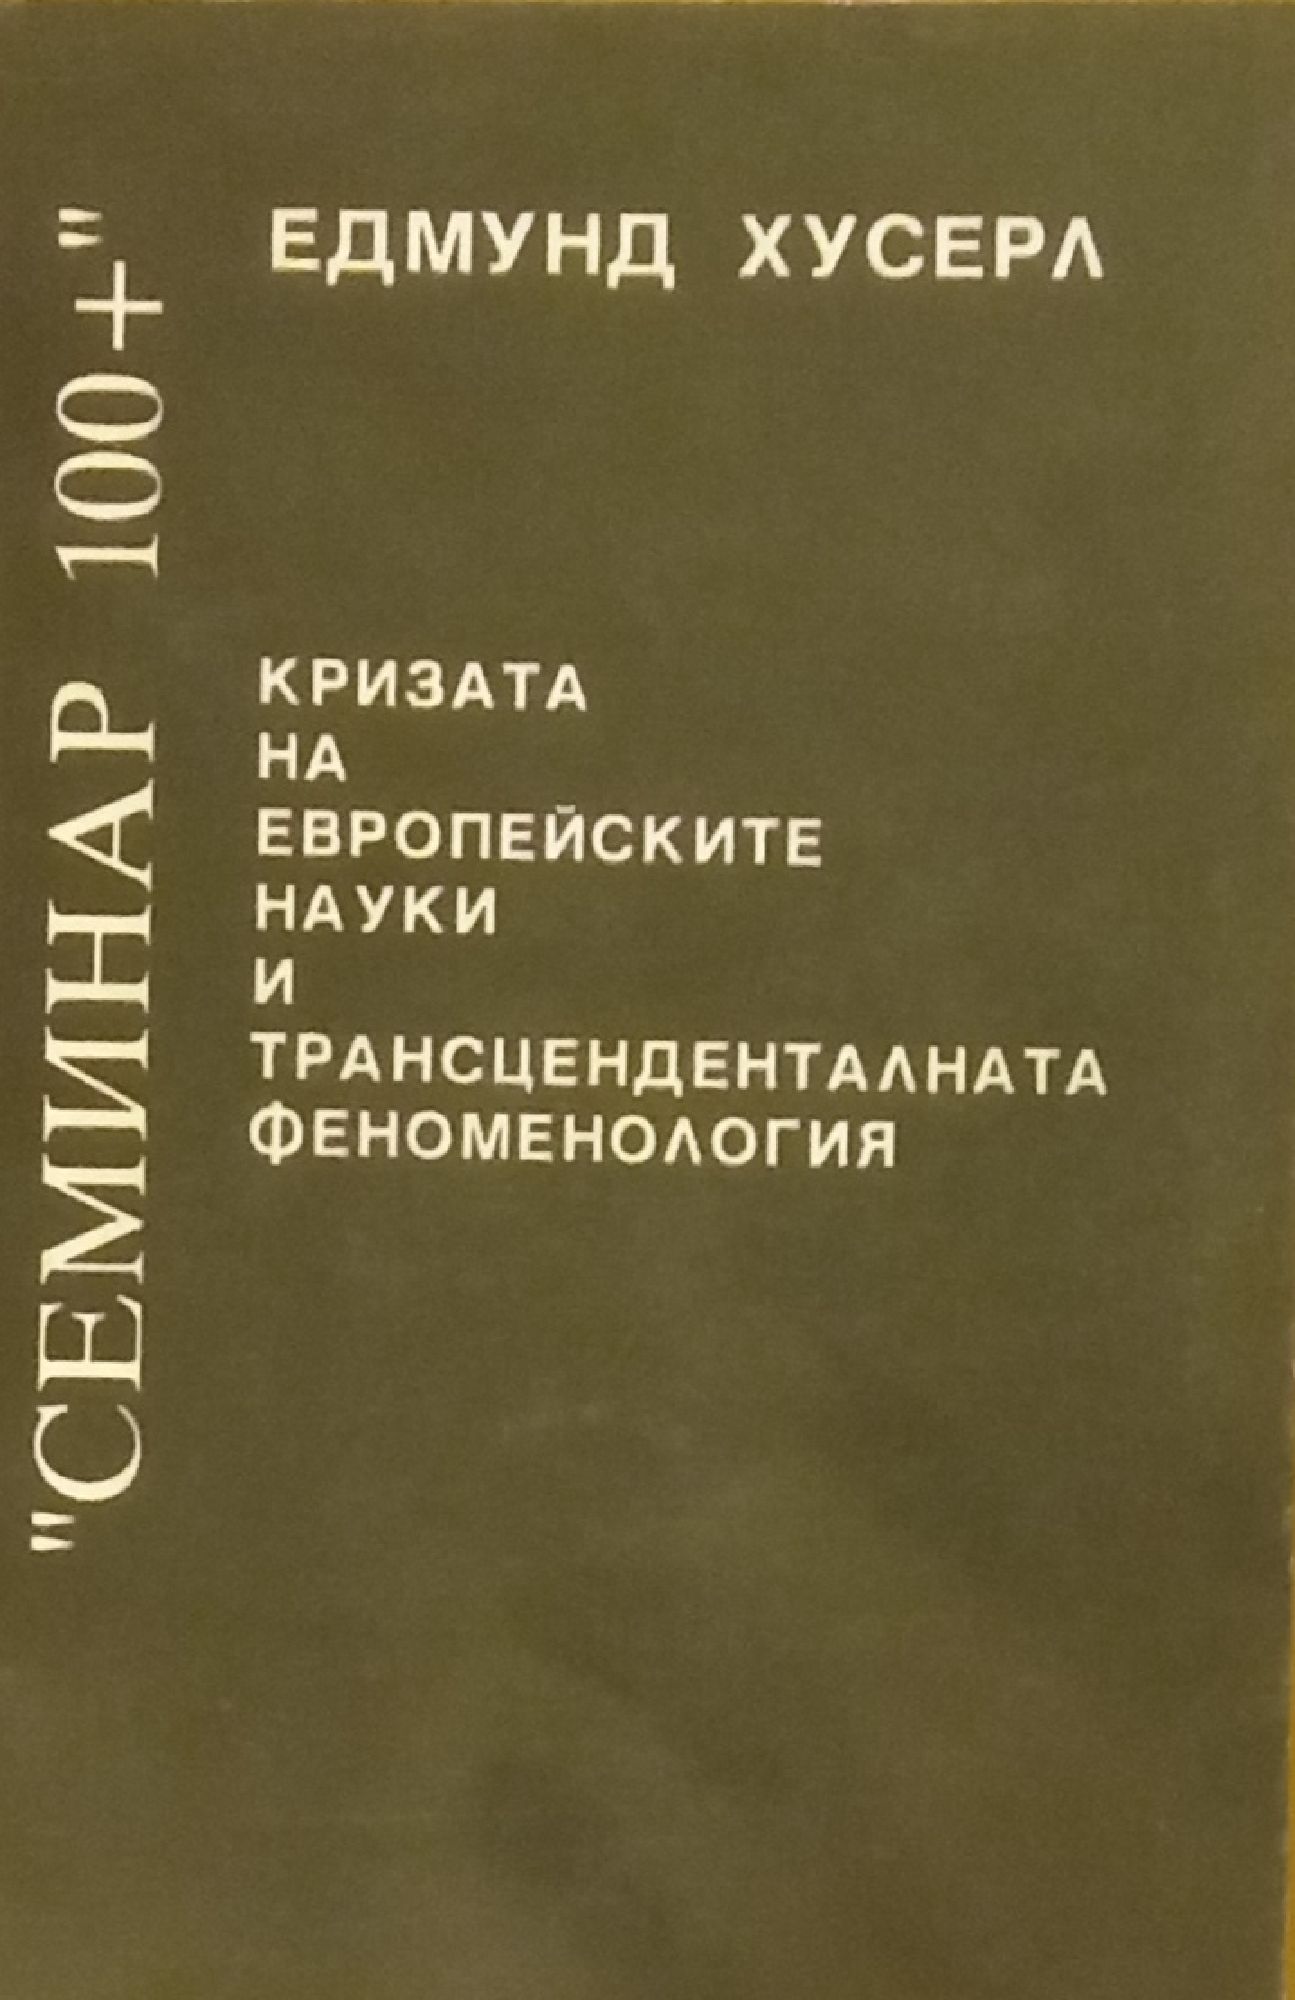 "СЕМИНАР 100+"
ЕДМУНД ХУСЕРЛ
КРИЗАТА
НА
ЕВРОПЕЙСКИТЕ
НАУКИ
И
ТРАНСЦЕНДЕНТАЛНАТА
ФЕНОМЕНОЛОГИЯ